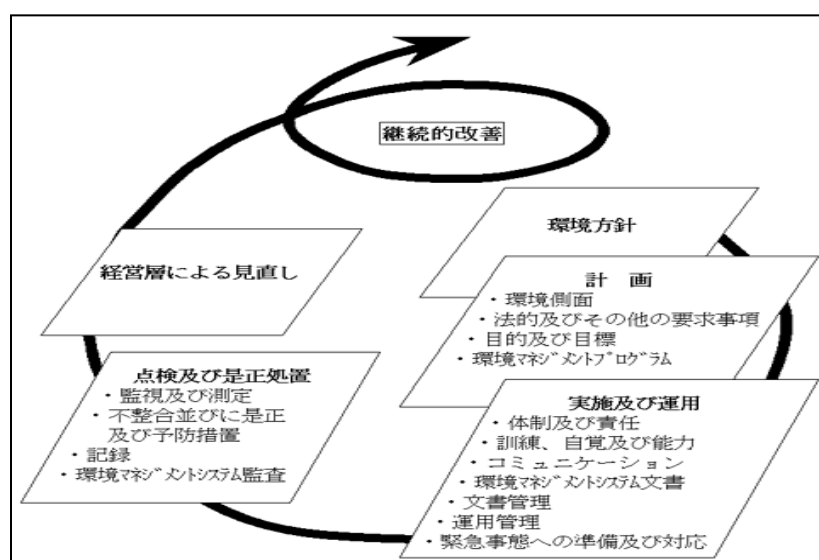 継続的改善
環境方針
計　画
・環境側面
・法的及びその他の要求事項
・目的及び目標
・環境ﾏﾈｼﾞﾒﾝﾄﾌﾟﾛｸﾞﾗﾑ
実施及び運用
・体制及び責任
・訓練、自覚及び能力
・コミュニケーション
・環境ﾏﾈｼﾞﾒﾝﾄｼｽﾃﾑ文書
・文書管理
・運用管理
・緊急事態への準備及び対応
点検及び是正処置
・監視及び測定
・不整合並びに是正
及び予防措置
・記録
・環境ﾏﾈｼﾞﾒﾝﾄｼｽﾃﾑ監査
経営層による見直し